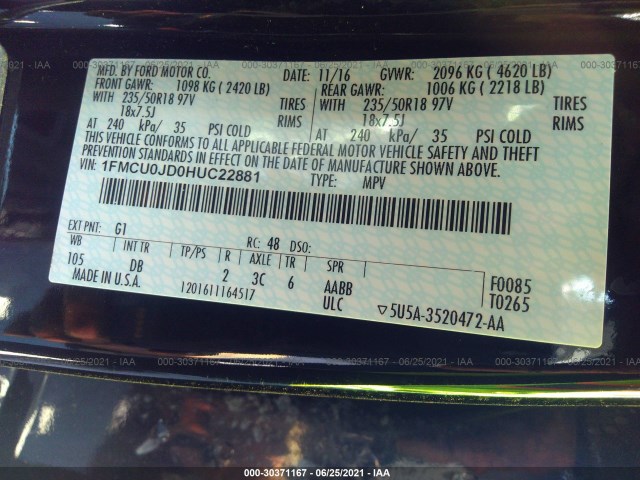 000-30371167 - 06/25/2021 - IAA
MFD. BY FORD MOTOR CO. DATE: 11/16 GVWR: 2096 KG ( 4620 LB)
FRONT GAWR: 1098 KG ( 2420 LB) REAR GAWR: 1006 KG ( 2218 LB)
WITH 235/50R18 97V TIRES WITH 235/50R18 97V TIRES
18x7.5J RIMS 18x7.5J RIMS
AT 240 kPa/ 35 PSI COLD AT 240 kPa/ 35 PSI COLD
THIS VEHICLE CONFORMS TO ALL APPLICABLE FEDERAL MOTOR VEHICLE SAFETY AND THEFT
PREVENTION STANDARDS IN EFFECT ON THE DATE OF MANUFACTURE SHOWN ABOVE.
VIN: 1FMCU0JD0HUC22881 TYPE: MPV
EXT PNT: G1 RC: 48 DSO:
WB INT TR TP/PS R AXLE TR SPR
105 DB 2 3C 6 AABB F0085
MADE IN U.S.A. 1201611164517 ULC T0265
▽5U5A-3520472-AA
000-30371167 - 06/25/2021 - IAA